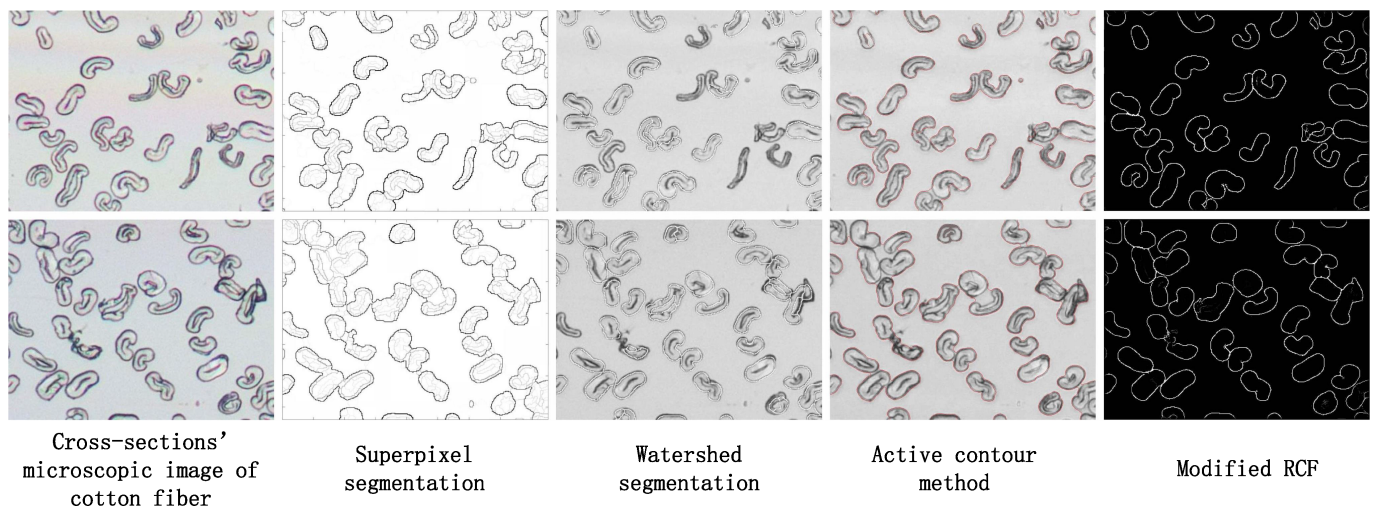 Cross-sections’
microscopic image of
cotton fiber
Superpixel
segmentation
Watershed
segmentation
Active contour
method
Modified RCF